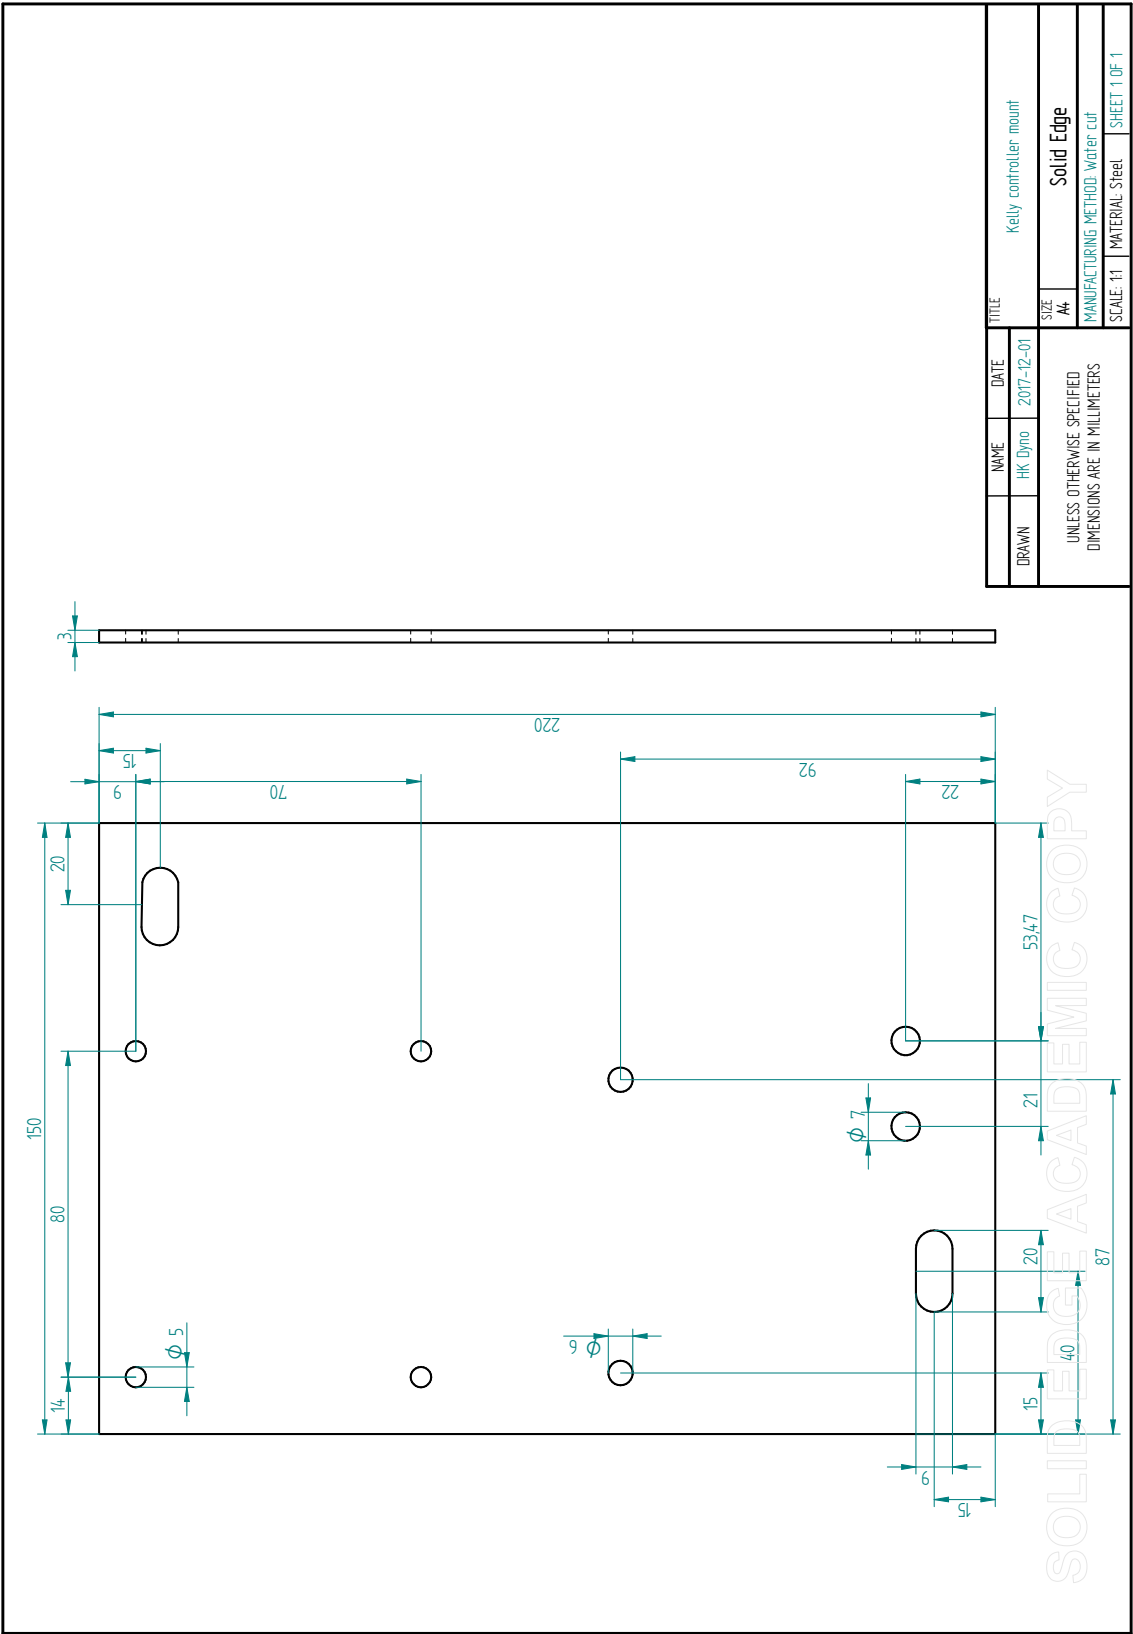 150
14
80
20
Φ 5
9
70
15
220
3
Φ 6
Φ 7
92
22
9
15
15
20
21
53,47
40
87
SOLID EDGE ACADEMIC COPY
NAME
DATE
TITLE
DRAWN
HK Dyno
2017-12-01
Kelly controller mount
UNLESS OTHERWISE SPECIFIED
DIMENSIONS ARE IN MILLIMETERS
SIZE
A4
Solid Edge
MANUFACTURING METHOD: Water cut
SCALE: 1:1
MATERIAL: Steel
SHEET 1 OF 1